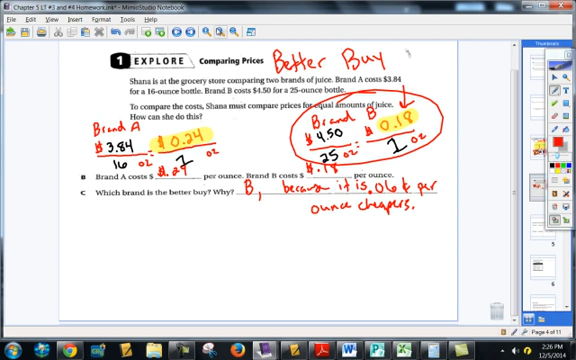 Chapter 5 LT #3 and #4 Homework.ink* - MimioStudio Notebook
File Edit View Insert Format Tools Help
1 EXPLORE Comparing Prices Better Buy
Shana is at the grocery store comparing two brands of juice. Brand A costs $3.84
for a 16-ounce bottle. Brand B costs $4.50 for a 25-ounce bottle.
To compare the costs, Shana must compare prices for equal amounts of juice.
How can she do this?
Brand A
$3.84 = $ 0.24
16 oz 1 oz
Brand B
$4.50 = $ 0.18
25 oz 1 oz
$.24 $.18
B Brand A costs $ per ounce. Brand B costs $ per ounce.
C Which brand is the better buy? Why? B, because it is .06 ¢ per
ounce cheapers.
Thumbnails
5
6
Page 4 of 11
2:26 PM
12/5/2014